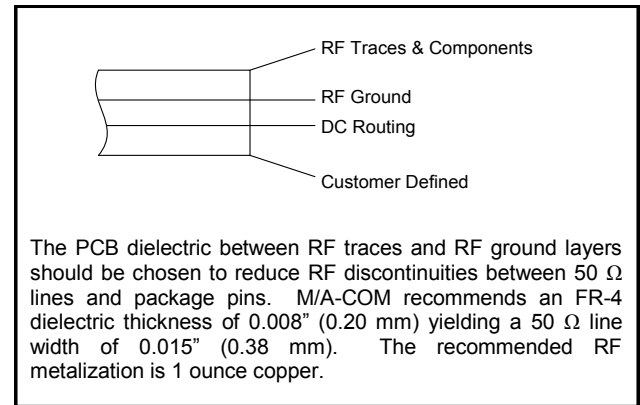 RF Traces & Components
RF Ground
DC Routing
Customer Defined
The PCB dielectric between RF traces and RF ground layers
should be chosen to reduce RF discontinuities between 50 Ω
lines and package pins. M/A-COM recommends an FR-4
dielectric thickness of 0.008” (0.20 mm) yielding a 50 Ω line
width of 0.015” (0.38 mm). The recommended RF
metalization is 1 ounce copper.